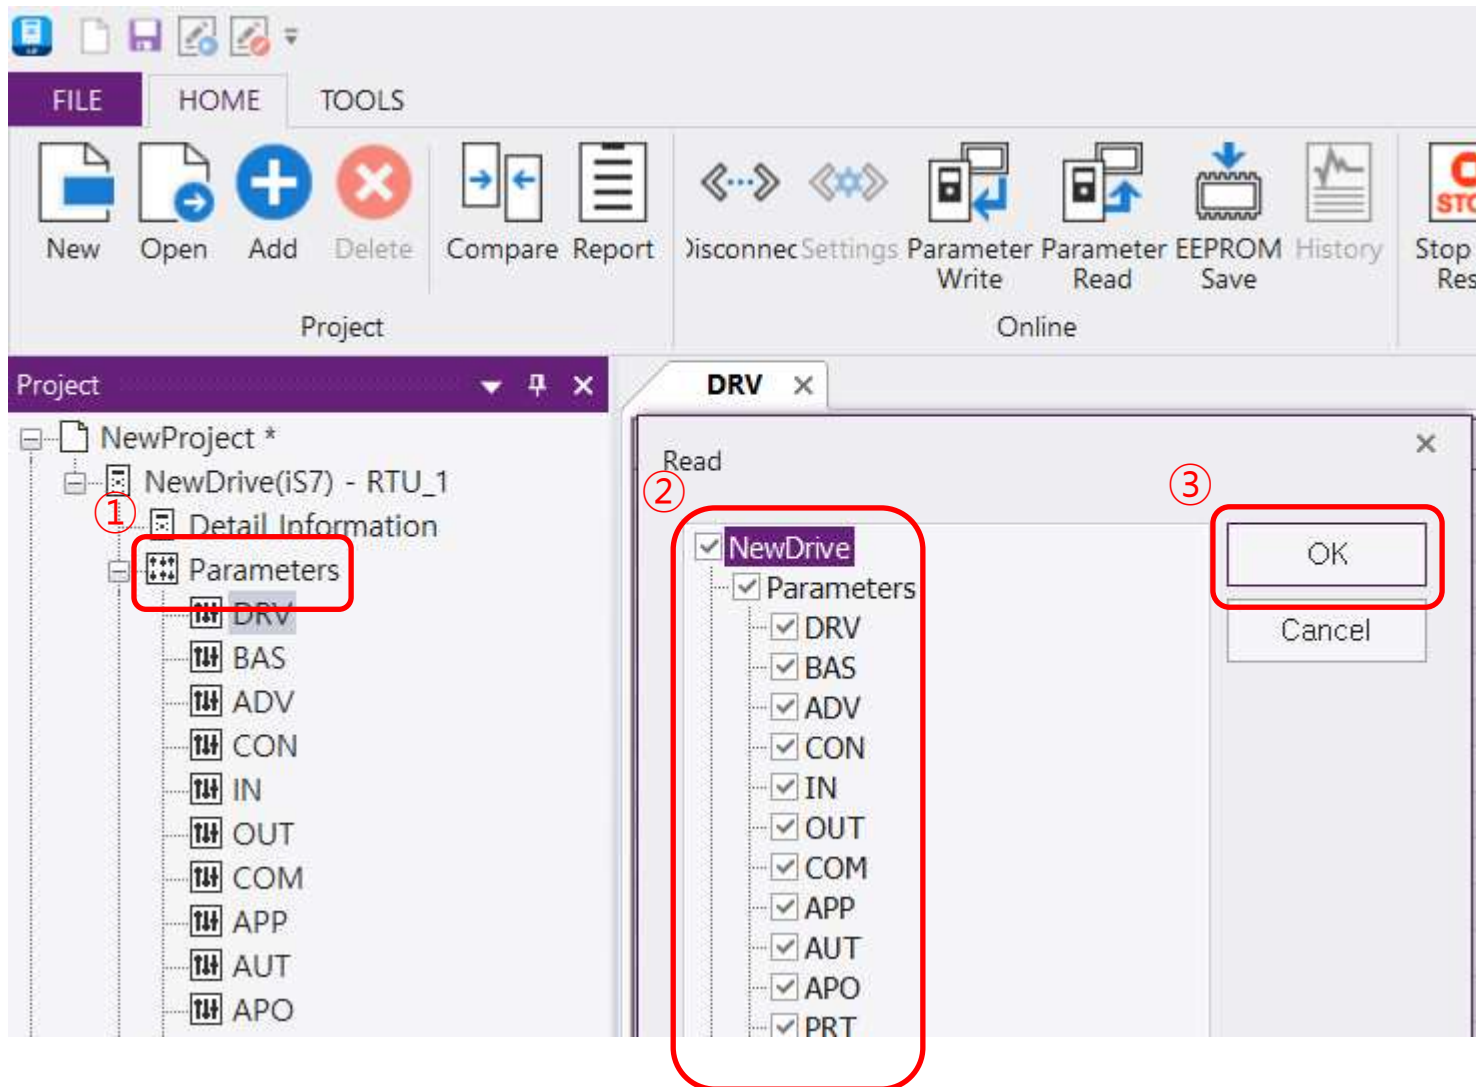 FILE HOME TOOLS
New Open Add Delete Compare Report Disconnec Settings Parameter Write Parameter Read EEPROM Save History Stop Res
STO
Project Online
Project
DRV
NewProject *
NewDrive(iS7) - RTU_1
①
Detail Information
Parameters
DRV
BAS
ADV
CON
IN
OUT
COM
APP
AUT
APO
Read
②
③
NewDrive
Parameters
DRV
BAS
ADV
CON
IN
OUT
COM
APP
AUT
APO
PRT
OK
Cancel